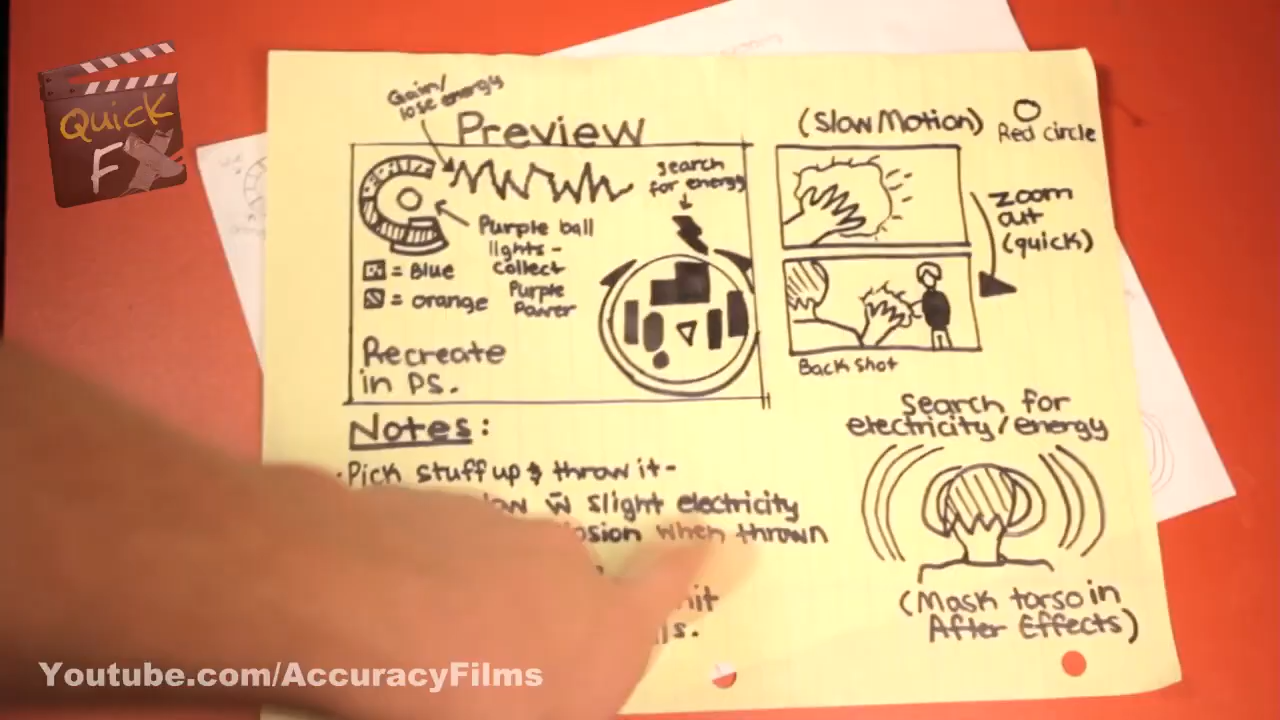 Quick
FX
Gain/
lose energy
Preview
search
for energy
Purple ball
lights-
collect
Purple
Power
= Blue
= orange
Recreate
in PS.
(Slow Motion)
Red circle
Zoom
out
(quick)
Back Shot
Notes:
·Pick stuff up & throw it-
w̄ slight electricity
when thrown
Search for
electricity/energy
(Mask torso in
After Effects)
Youtube.com/AccuracyFilms